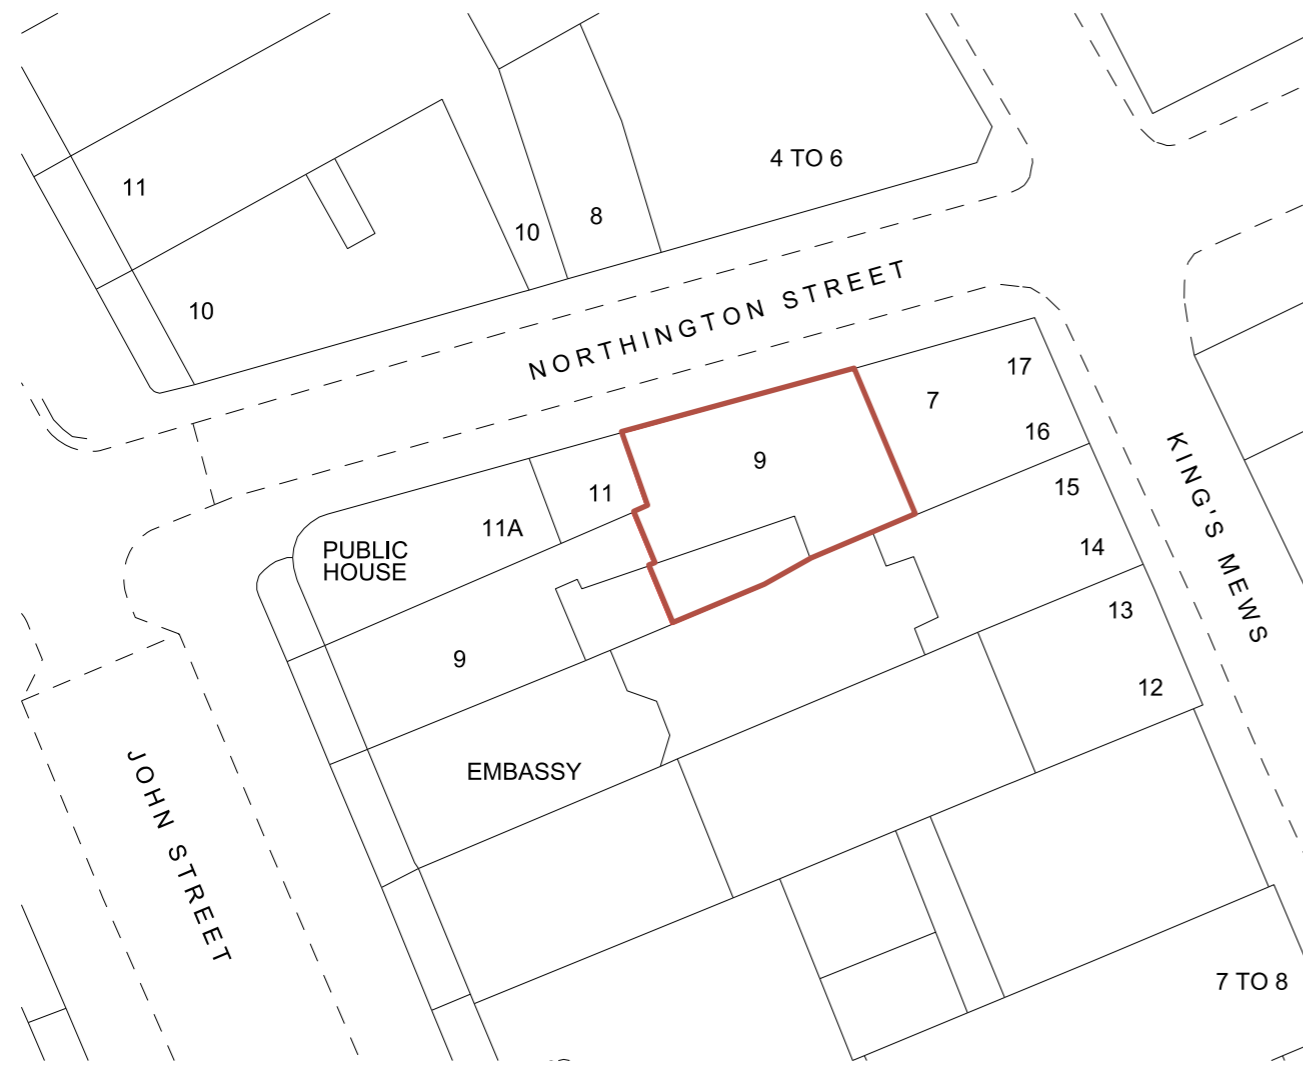 4 TO 6
11
8
10
10
NORTHINGTON STREET
17
7
16
9
15
11
11A
PUBLIC
HOUSE
14
13
9
12
KING'S MEWS
EMBASSY
JOHN STREET
7 TO 8